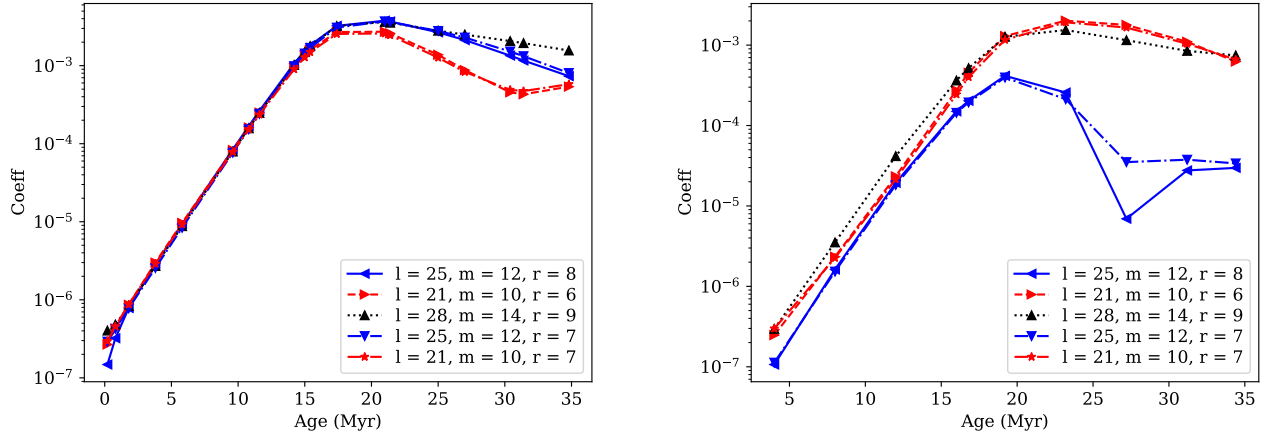 Coeff
10⁻³
10⁻⁴
10⁻⁵
10⁻⁶
10⁻⁷
0 5 10 15 20 25 30 35
Age (Myr)
l = 25, m = 12, r = 8
l = 21, m = 10, r = 6
l = 28, m = 14, r = 9
l = 25, m = 12, r = 7
l = 21, m = 10, r = 7
Coeff
10⁻³
10⁻⁴
10⁻⁵
10⁻⁶
10⁻⁷
5 10 15 20 25 30 35
Age (Myr)
l = 25, m = 12, r = 8
l = 21, m = 10, r = 6
l = 28, m = 14, r = 9
l = 25, m = 12, r = 7
l = 21, m = 10, r = 7